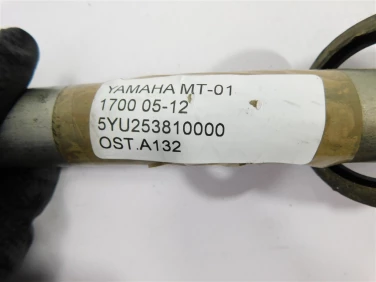 YAMAHA MT-01
1700 05-12
5YU253810000
OST.A132